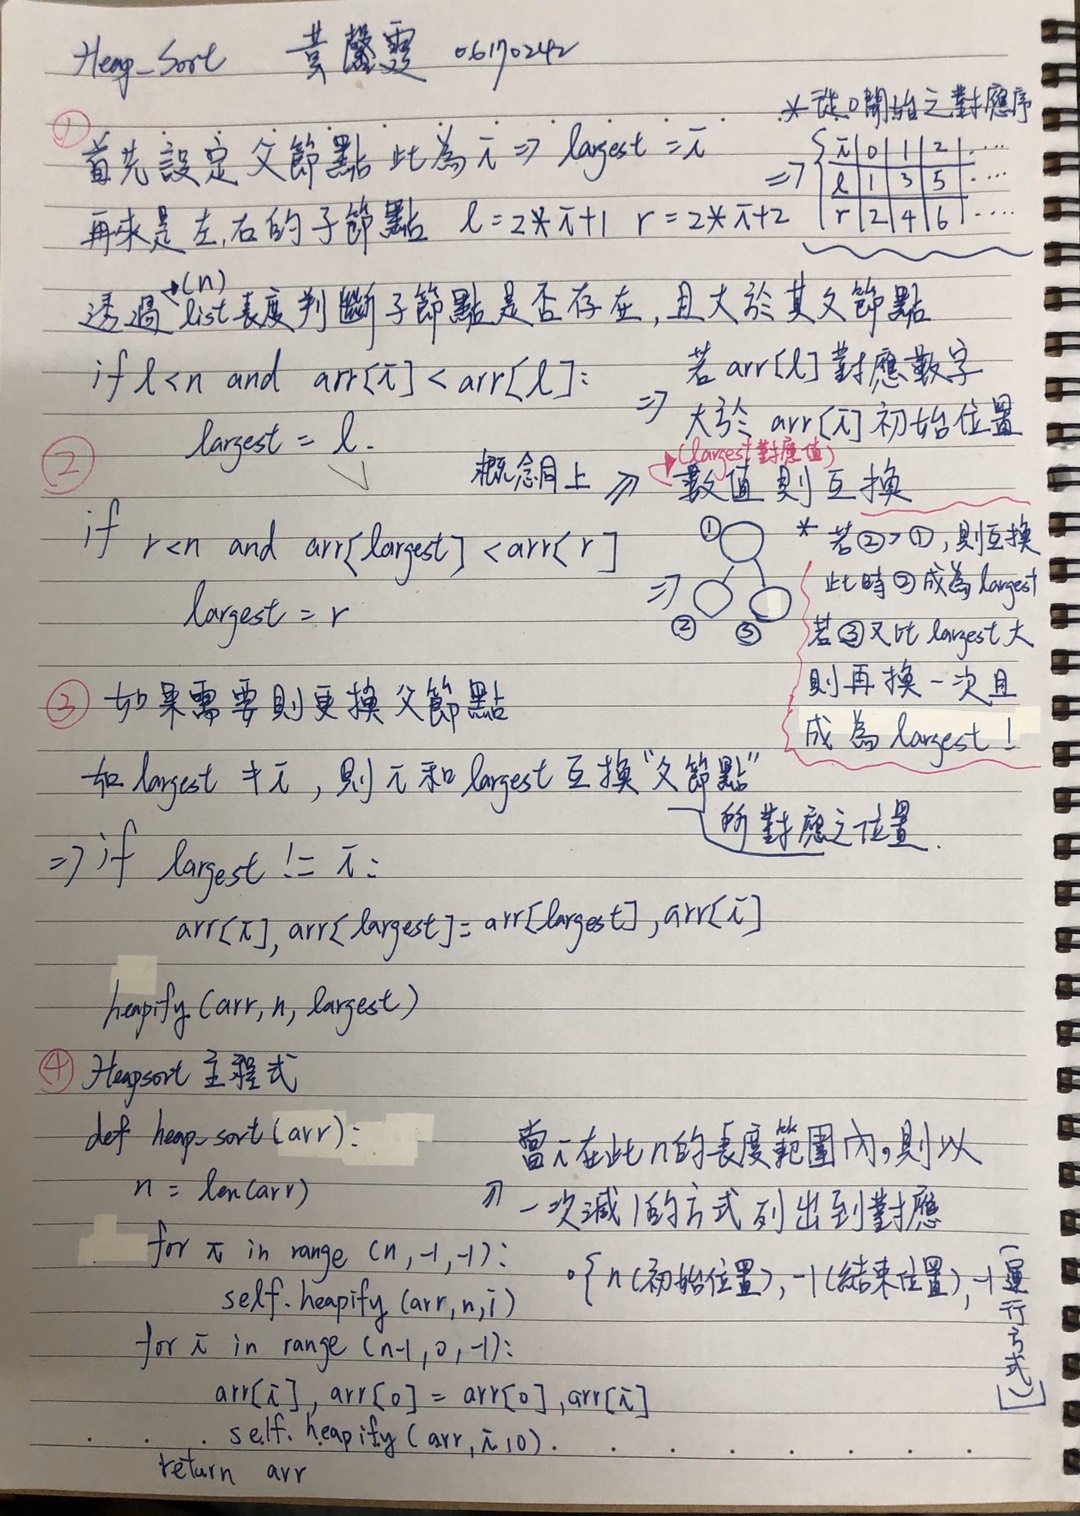 Heap_Sort 黃馨霆 06170242
① 首先設定父節點 此為 i => largest = i
再來是左.右的子節點 l = 2*i+1 r = 2*i+2
*從0開始之對應序
=> { i | 0 | 1 | 2 | ....
l | 1 | 3 | 5 | ....
r | 2 | 4 | 6 | ....
(n)
透過 list 長度判斷子節點是否存在,且大於其父節點
if l<n and arr[i] < arr[l]:
largest = l.
=> 若 arr[l] 對應數字
大於 arr[i] 初始位置
(largest對應值)
概念圖上 => 數值則互換
②
if r<n and arr[largest] <arr[r]
largest = r
=> ① ② ③
* 若②>①,則互換
此時②成為largest
若③又比largest大
則再換一次且
成為largest!
③ 如果需要則更換父節點
如 largest ≠ i , 則 i 和 largest 互換"父節點"
所對應之位置.
=> if largest != i:
arr[i], arr[largest] = arr[largest], arr[i]
heapify(arr, n, largest)
④ Heapsort 主程式
def heap_sort(arr):
n = len(arr)
for i in range (n,-1,-1):
self.heapify (arr,n,i)
for i in range (n-1,0,-1):
arr[i], arr[0] = arr[0], arr[i]
self.heapify (arr,i,0)
return arr
=> 當i在此n的長度範圍內,則以
一次減1的方式列出到對應
{ n(初始位置), -1(結束位置), -1(運行方式)